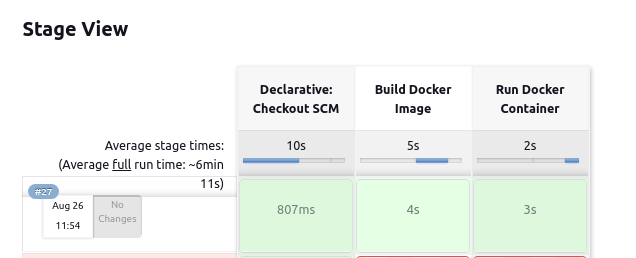 Stage View
Declarative:
Checkout SCM
Build Docker
Image
Run Docker
Container
Average stage times:
(Average full run time: ~6min
11s)
10s
5s
2s
#27
Aug 26
11:54
No
Changes
807ms
4s
3s